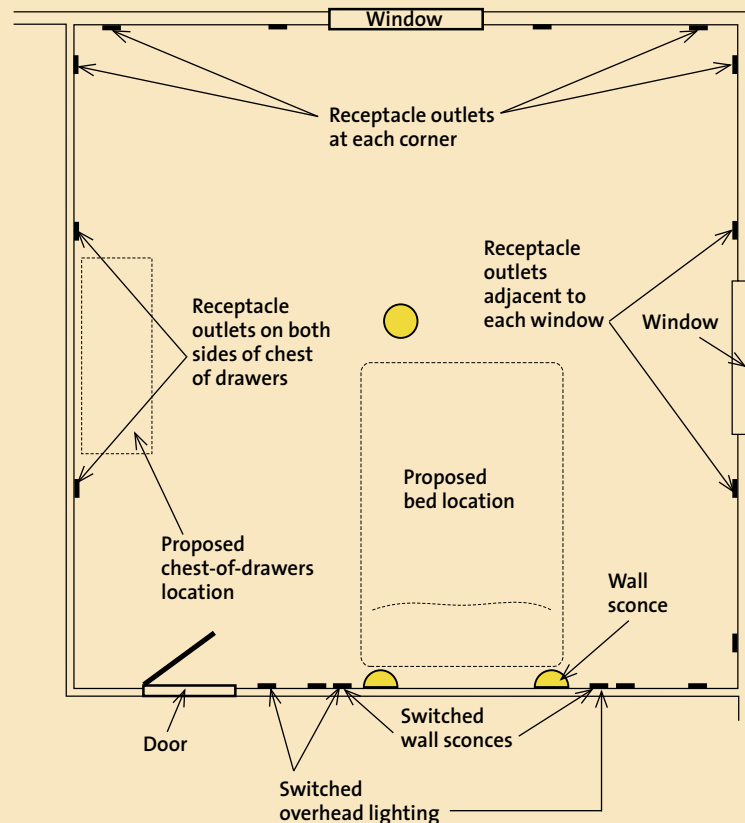 Window
Receptacle outlets
at each corner
Receptacle
outlets
adjacent to
each window
Window
Receptacle
outlets on both
sides of chest
of drawers
Proposed
bed location
Proposed
chest-of-drawers
location
Wall
sconce
Door
Switched
wall sconces
Switched
overhead lighting